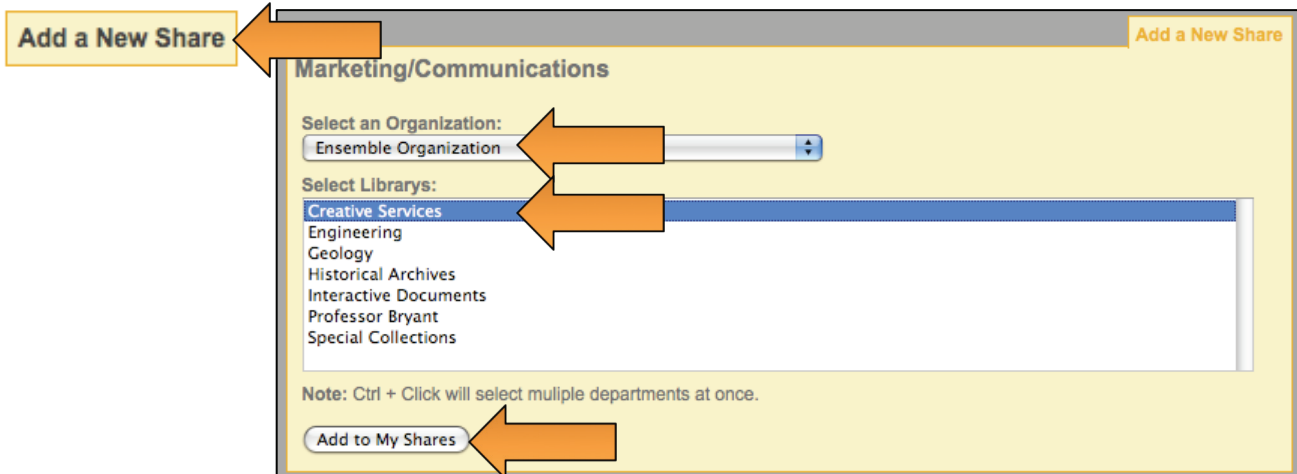 Add a New Share
Add a New Share
Marketing/Communications
Select an Organization:
Ensemble Organization
Select Librarys:
Creative Services
Engineering
Geology
Historical Archives
Interactive Documents
Professor Bryant
Special Collections
Note: Ctrl + Click will select muliple departments at once.
Add to My Shares